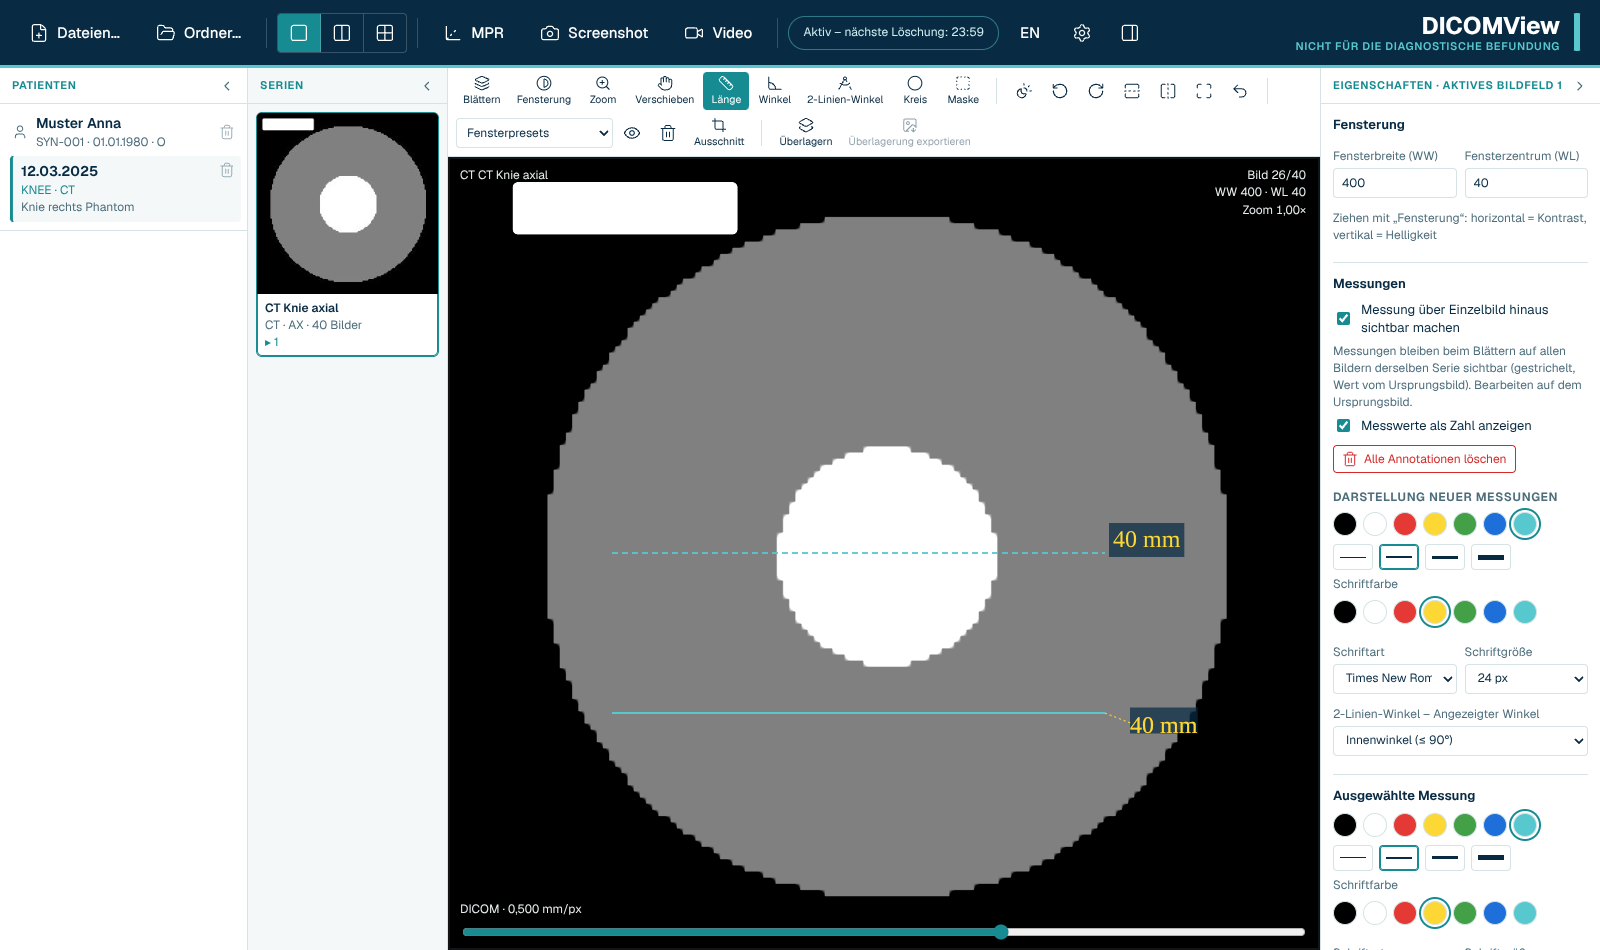 Dateien...
Ordner...
MPR
Screenshot
Video
Aktiv – nächste Löschung: 23:59
EN
DICOMView
NICHT FÜR DIE DIAGNOSTISCHE BEFUNDUNG
PATIENTEN
Muster Anna
SYN-001 · 01.01.1980 · O
12.03.2025
KNEE · CT
Knie rechts Phantom
SERIEN
CT Knie axial
CT · AX · 40 Bilder
▸ 1
Blättern
Fensterung
Zoom
Verschieben
Länge
Winkel
2-Linien-Winkel
Kreis
Maske
Fensterpresets
Ausschnitt
Überlagern
Überlagerung exportieren
CT CT Knie axial
Bild 26/40
WW 400 · WL 40
Zoom 1,00×
40 mm
40 mm
DICOM · 0,500 mm/px
EIGENSCHAFTEN · AKTIVES BILDFELD 1
Fensterung
Fensterbreite (WW)
Fensterzentrum (WL)
400
40
Ziehen mit „Fensterung“: horizontal = Kontrast,
vertikal = Helligkeit
Messungen
Messung über Einzelbild hinaus
sichtbar machen
Messungen bleiben beim Blättern auf allen
Bildern derselben Serie sichtbar (gestrichelt,
Wert vom Ursprungsbild). Bearbeiten auf dem
Ursprungsbild.
Messwerte als Zahl anzeigen
Alle Annotationen löschen
DARSTELLUNG NEUER MESSUNGEN
Schriftfarbe
Schriftart
Schriftgröße
Times New Rom
24 px
2-Linien-Winkel – Angezeigter Winkel
Innenwinkel (≤ 90°)
Ausgewählte Messung
Schriftfarbe